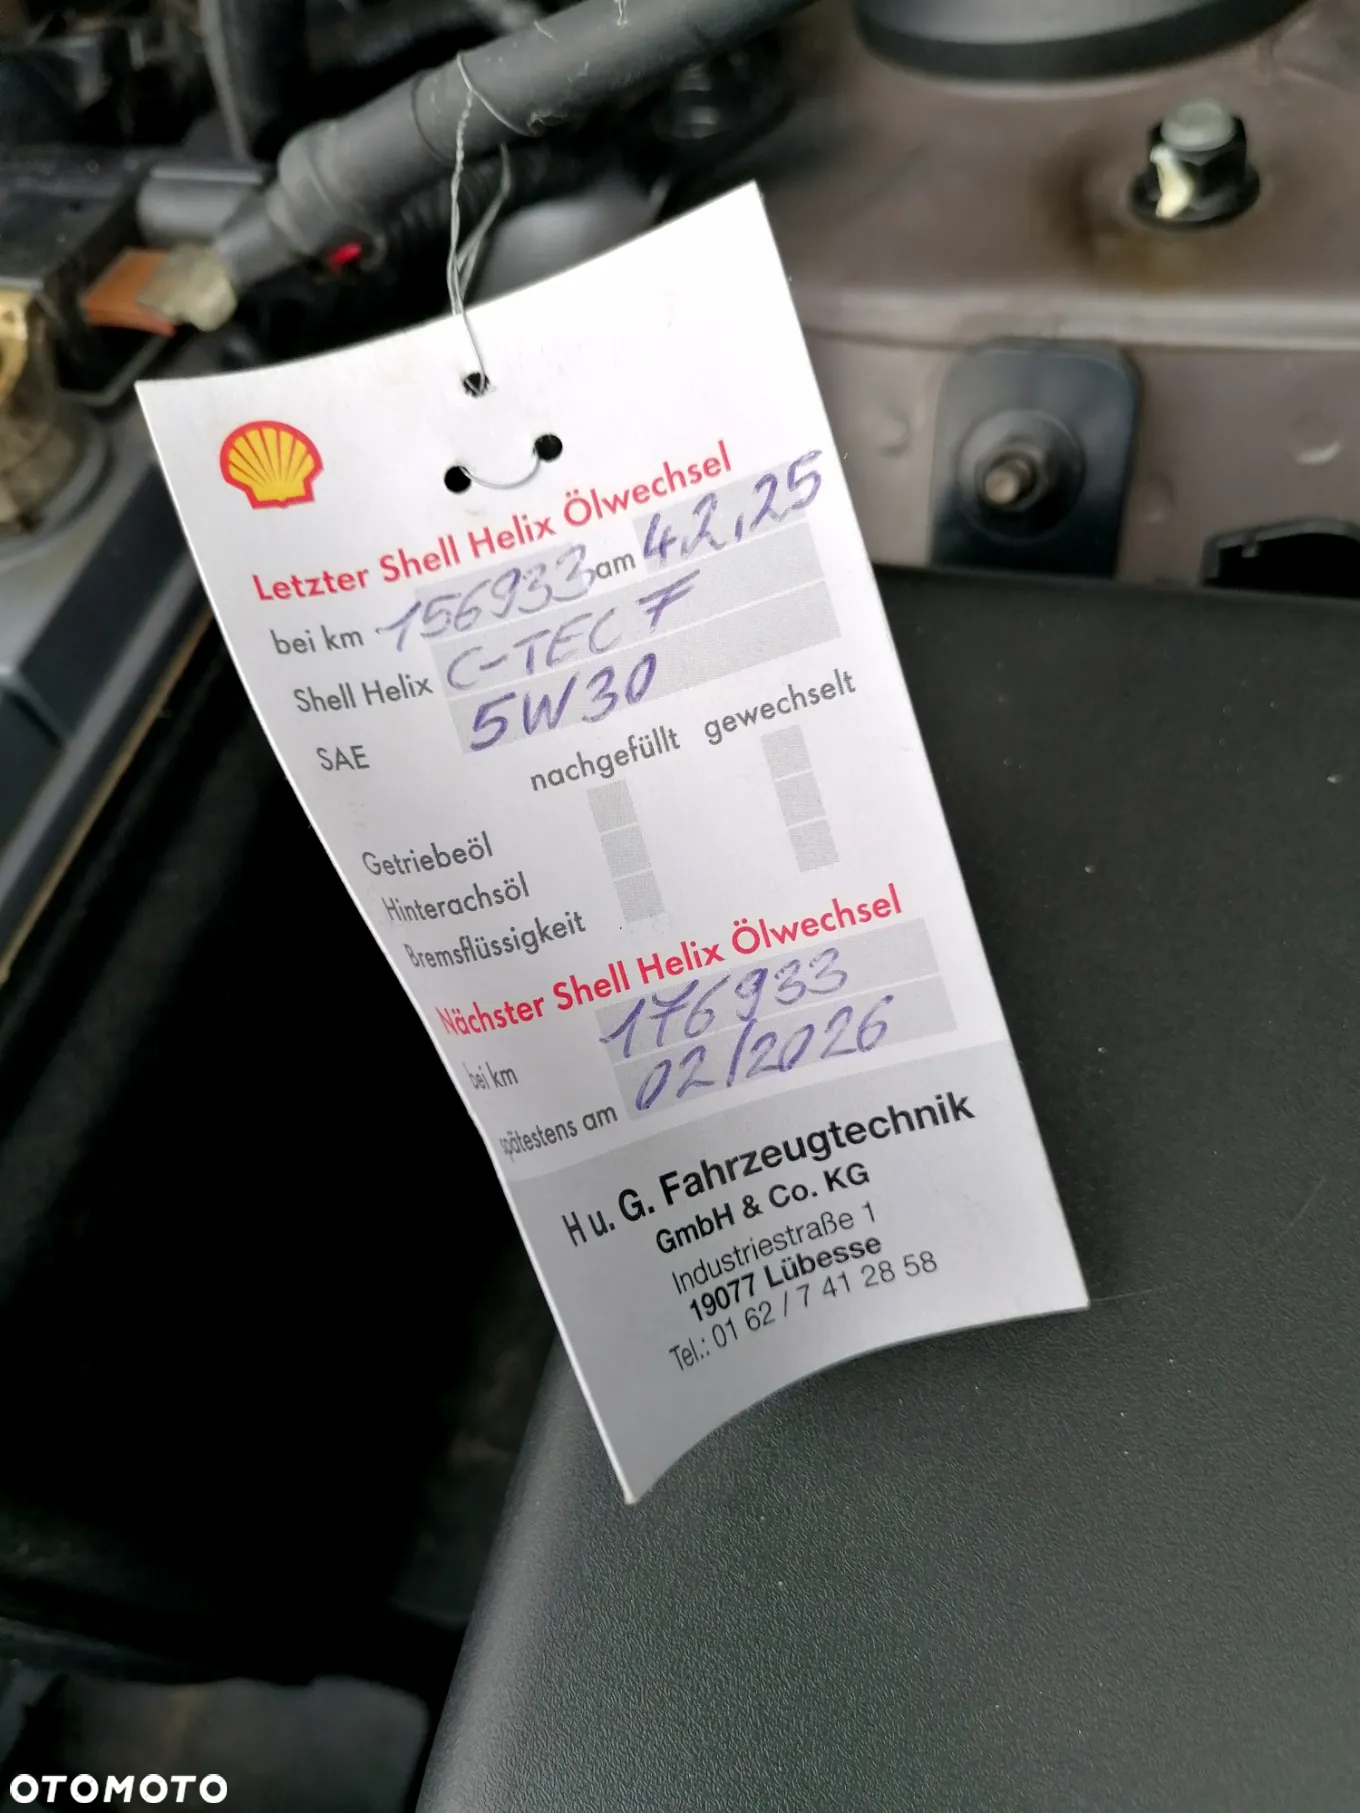 Letzter Shell Helix Ölwechsel
bei km 156933 am 4.2.25
Shell Helix C-TEC 7
SAE 5W30
nachgefüllt gewechselt
Getriebeöl
Hinterachsöl
Bremsflüssigkeit
Nächster Shell Helix Ölwechsel
bei km 176933
spätestens am 02/2026
H u. G. Fahrzeugtechnik
GmbH & Co. KG
Industriestraße 1
19077 Lübesse
Tel.: 01 62 / 7 41 28 58
OTOMOTO